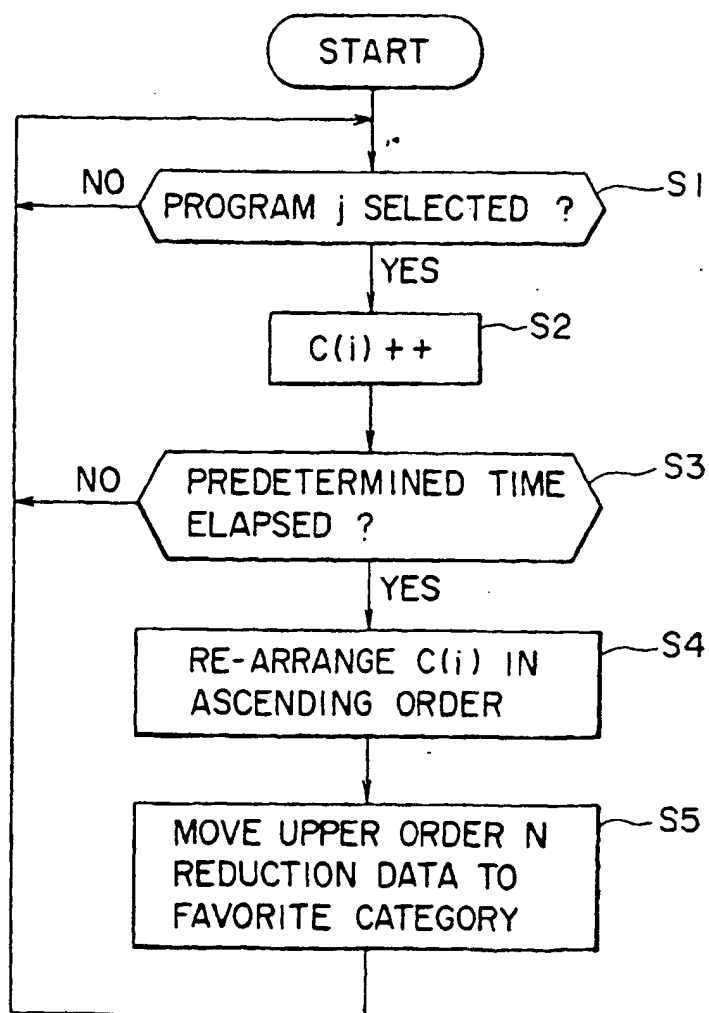 START
NO
PROGRAM j SELECTED ?
S1
YES
C(i)++
S2
NO
PREDETERMINED TIME
ELAPSED ?
S3
YES
RE-ARRANGE C(i) IN
ASCENDING ORDER
S4
MOVE UPPER ORDER N
REDUCTION DATA TO
FAVORITE CATEGORY
S5